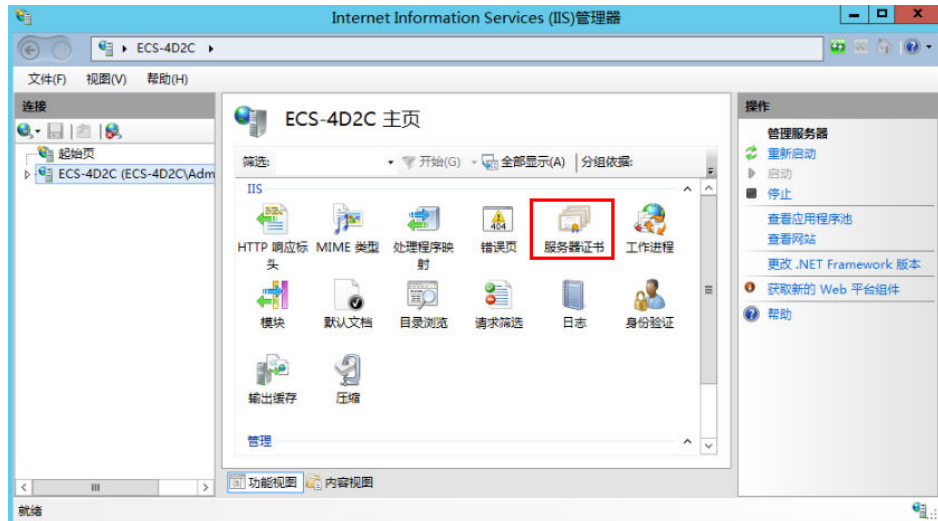 Internet Information Services (IIS)管理器
ECS-4D2C
文件(F) 视图(V) 帮助(H)
连接
起始页
ECS-4D2C (ECS-4D2C\Adm
ECS-4D2C 主页
筛选: 开始(G) 全部显示(A) 分组依据:
IIS
HTTP 响应标头 MIME 类型 处理程序映射 错误页 服务器证书 工作进程
模块 默认文档 目录浏览 请求筛选 日志 身份验证
输出缓存 压缩
管理
功能视图 内容视图
操作
管理服务器
重新启动
启动
停止
查看应用程序池
查看网站
更改 .NET Framework 版本
获取新的 Web 平台组件
帮助
就绪